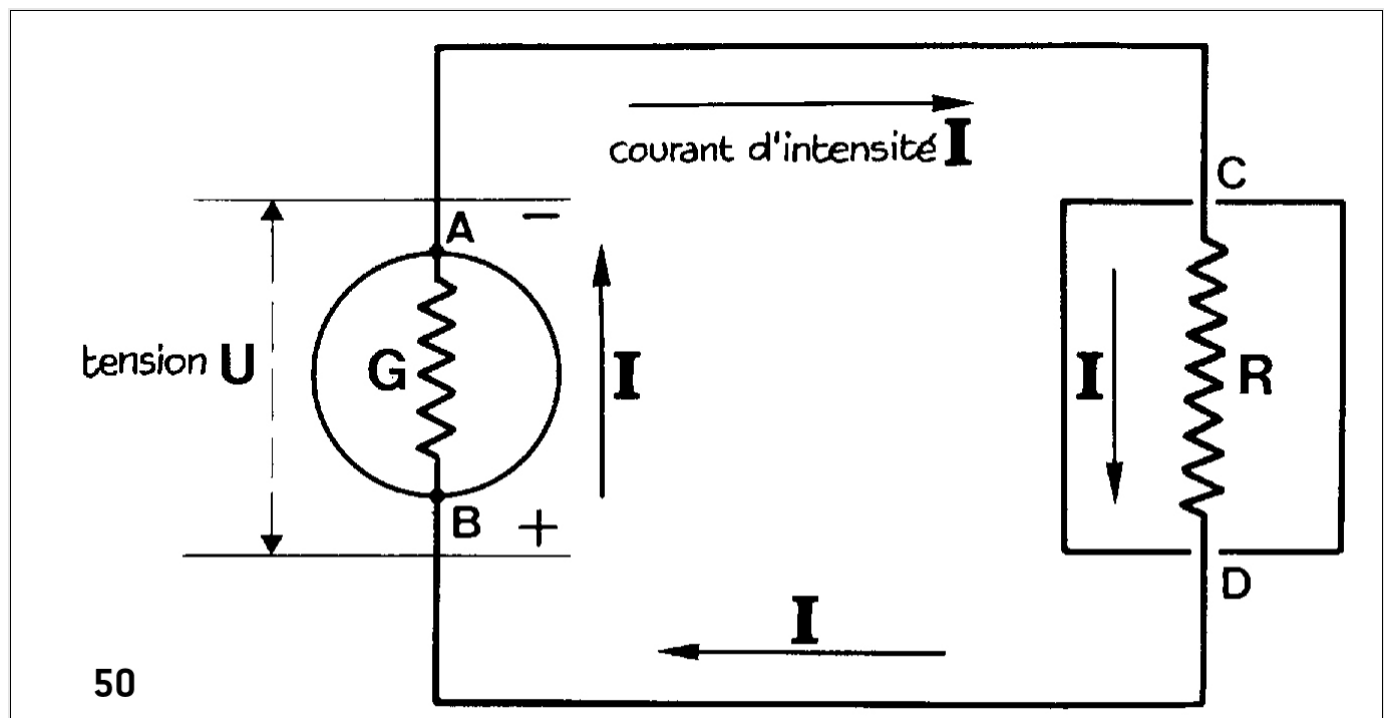 courant d'intensité I
C
A −
tension U
G
I
I
R
B +
D
I
50